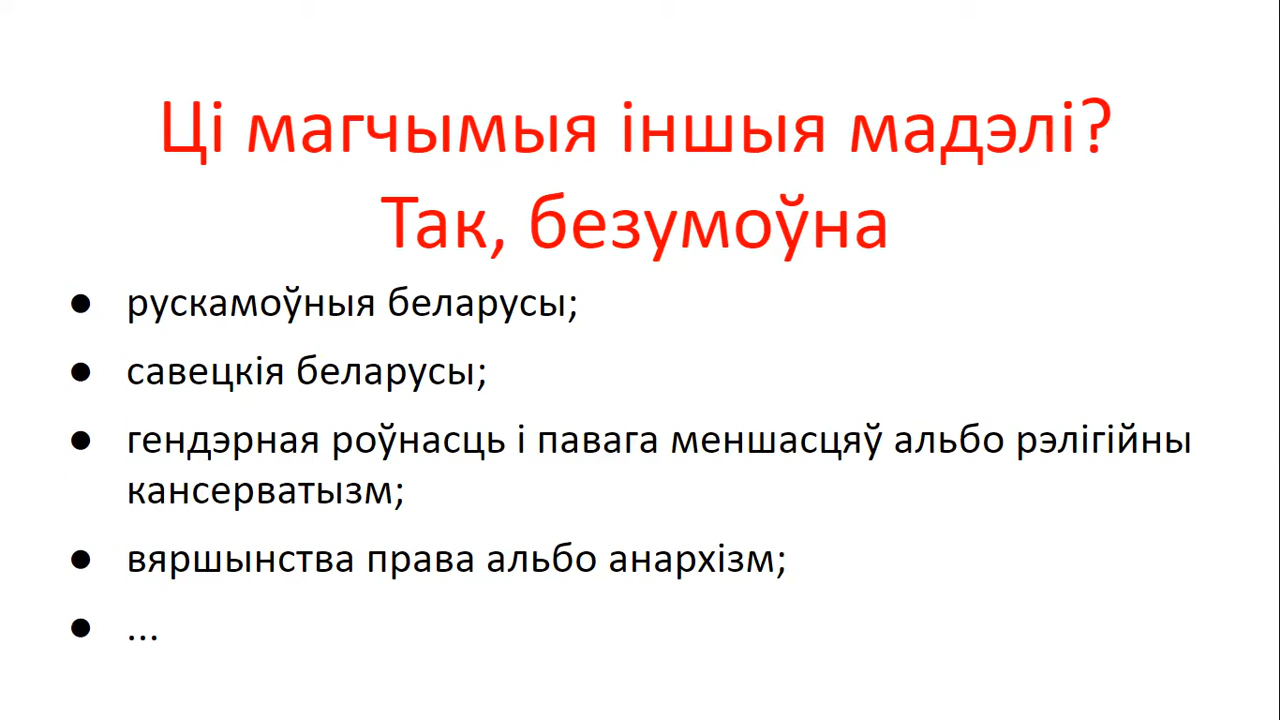 Ці магчымыя іншыя мадэлі?
Так, безумоўна
● рускамоўныя беларусы;
● савецкія беларусы;
● гендэрная роўнасць і павага меншасцяў альбо рэлігійны
кансерватызм;
● вяршынства права альбо анархізм;
● ...